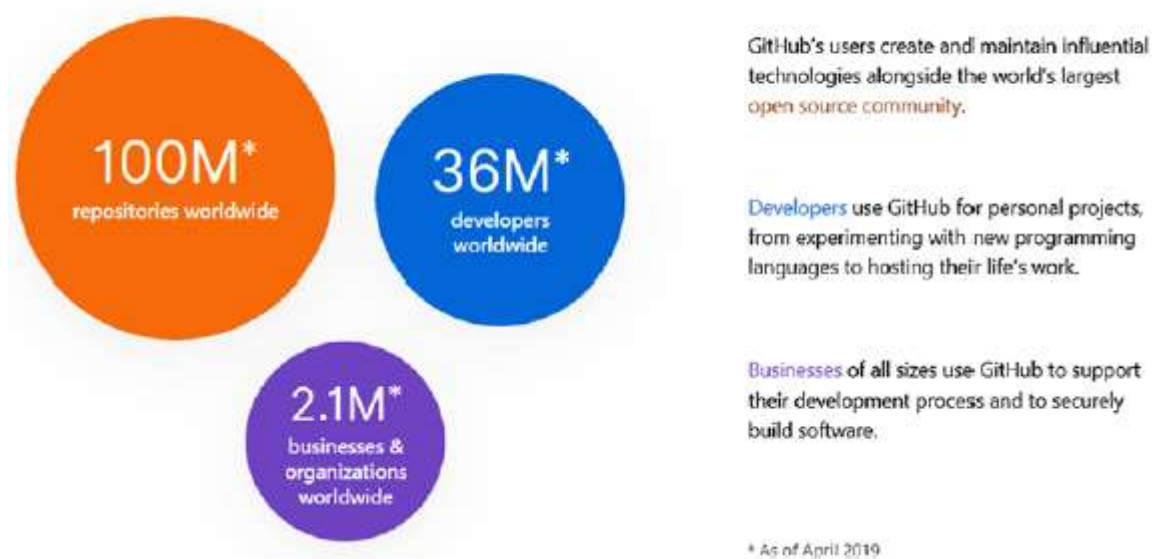 100M*
repositories worldwide
36M*
developers
worldwide
2.1M*
businesses &
organizations
worldwide
GitHub's users create and maintain influential
technologies alongside the world's largest
open source community.
Developers use GitHub for personal projects,
from experimenting with new programming
languages to hosting their life's work.
Businesses of all sizes use GitHub to support
their development process and to securely
build software.
* As of April 2019